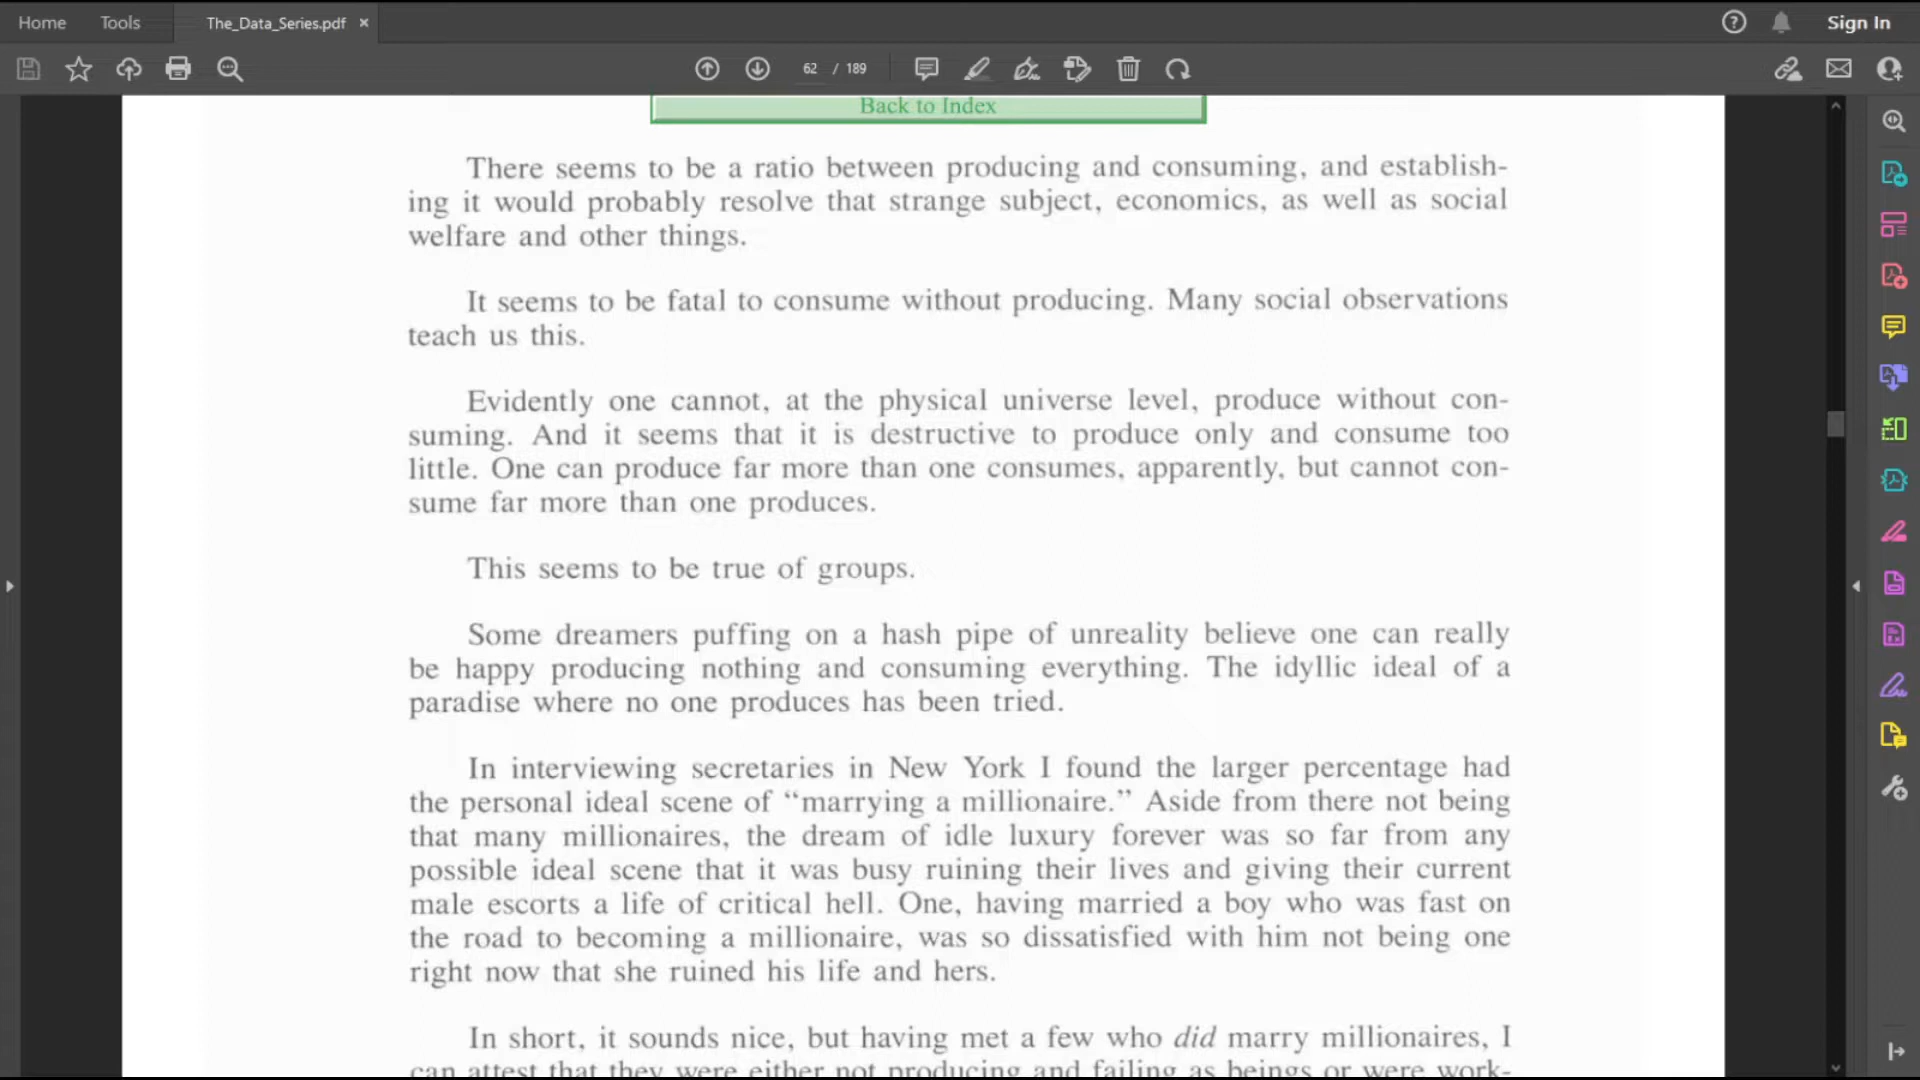 Home Tools The_Data_Series.pdf × Sign In
62 / 189
Back to Index
There seems to be a ratio between producing and consuming, and establish-
ing it would probably resolve that strange subject, economics, as well as social
welfare and other things.
It seems to be fatal to consume without producing. Many social observations
teach us this.
Evidently one cannot, at the physical universe level, produce without con-
suming. And it seems that it is destructive to produce only and consume too
little. One can produce far more than one consumes, apparently, but cannot con-
sume far more than one produces.
This seems to be true of groups.
Some dreamers puffing on a hash pipe of unreality believe one can really
be happy producing nothing and consuming everything. The idyllic ideal of a
paradise where no one produces has been tried.
In interviewing secretaries in New York I found the larger percentage had
the personal ideal scene of “marrying a millionaire.” Aside from there not being
that many millionaires, the dream of idle luxury forever was so far from any
possible ideal scene that it was busy ruining their lives and giving their current
male escorts a life of critical hell. One, having married a boy who was fast on
the road to becoming a millionaire, was so dissatisfied with him not being one
right now that she ruined his life and hers.
In short, it sounds nice, but having met a few who did marry millionaires, I
can attest that they were either not producing and failing as beings or were work-